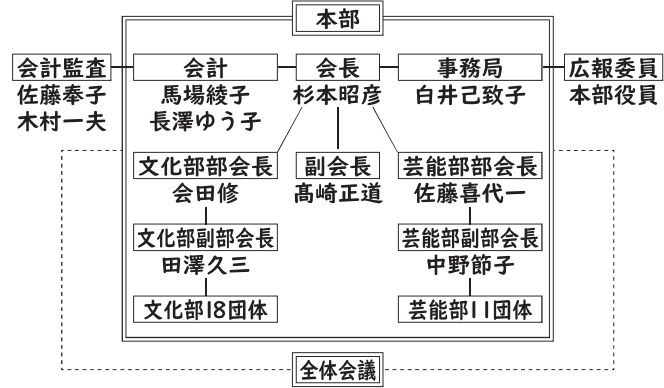 本部
会計監査
佐藤奉子
木村一夫
会計
馬場綾子
長澤ゆう子
会長
杉本昭彦
事務局
白井己致子
広報委員
本部役員
文化部部会長
会田修
副会長
髙崎正道
芸能部部会長
佐藤喜代一
文化部副部会長
田澤久三
芸能部副部会長
中野節子
文化部18団体
芸能部11団体
全体会議